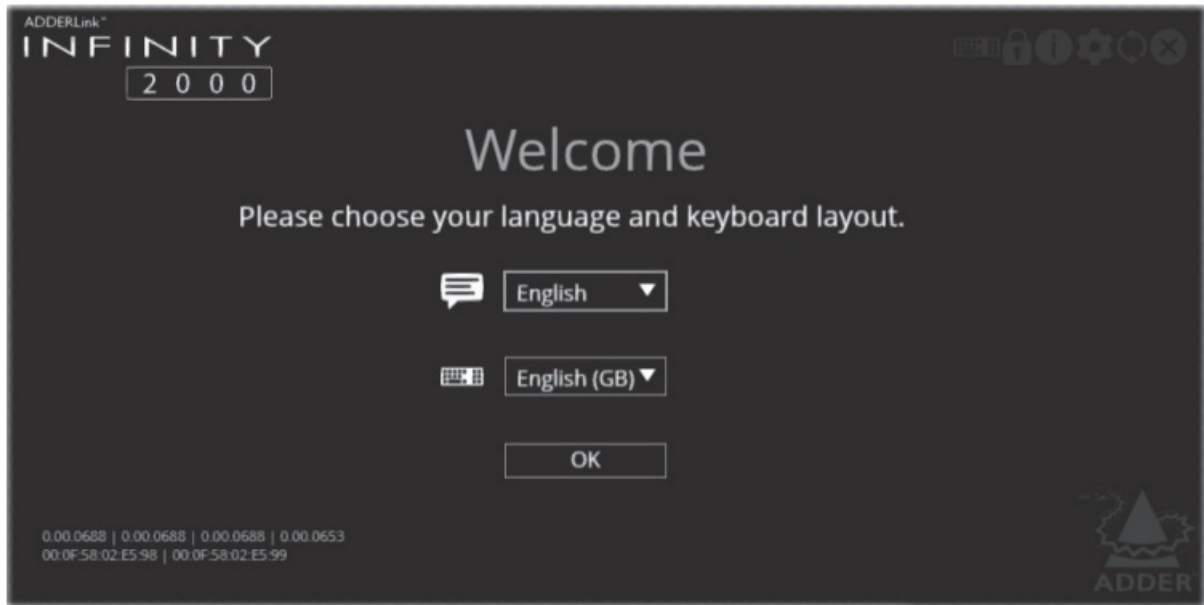 ADDERLink™
INFINITY
2000
Welcome
Please choose your language and keyboard layout.
English
English (GB)
OK
0.00.0688 | 0.00.0688 | 0.00.0688 | 0.00.0653
00:0F:58:02:E5:98 | 00:0F:58:02:E5:99
ADDER